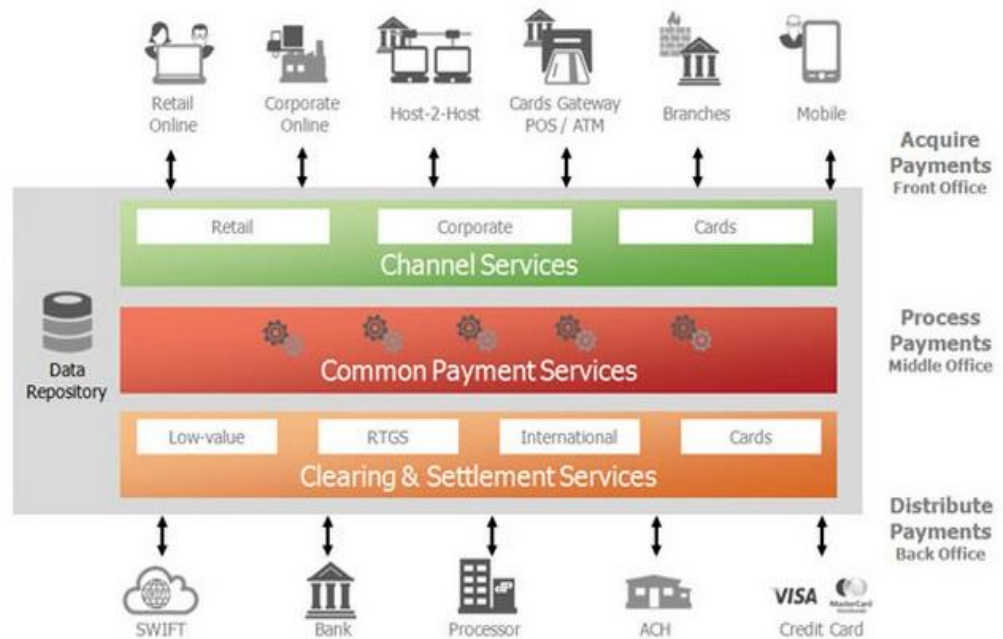 Retail
Online
Corporate
Online
Host-2-Host
Cards Gateway
POS / ATM
Branches
Mobile
Acquire
Payments
Front Office
Retail
Corporate
Cards
Channel Services
Data
Repository
Common Payment Services
Process
Payments
Middle Office
Low-value
RTGS
International
Cards
Clearing & Settlement Services
Distribute
Payments
Back Office
SWIFT
Bank
Processor
ACH
VISA
MasterCard
Credit Card